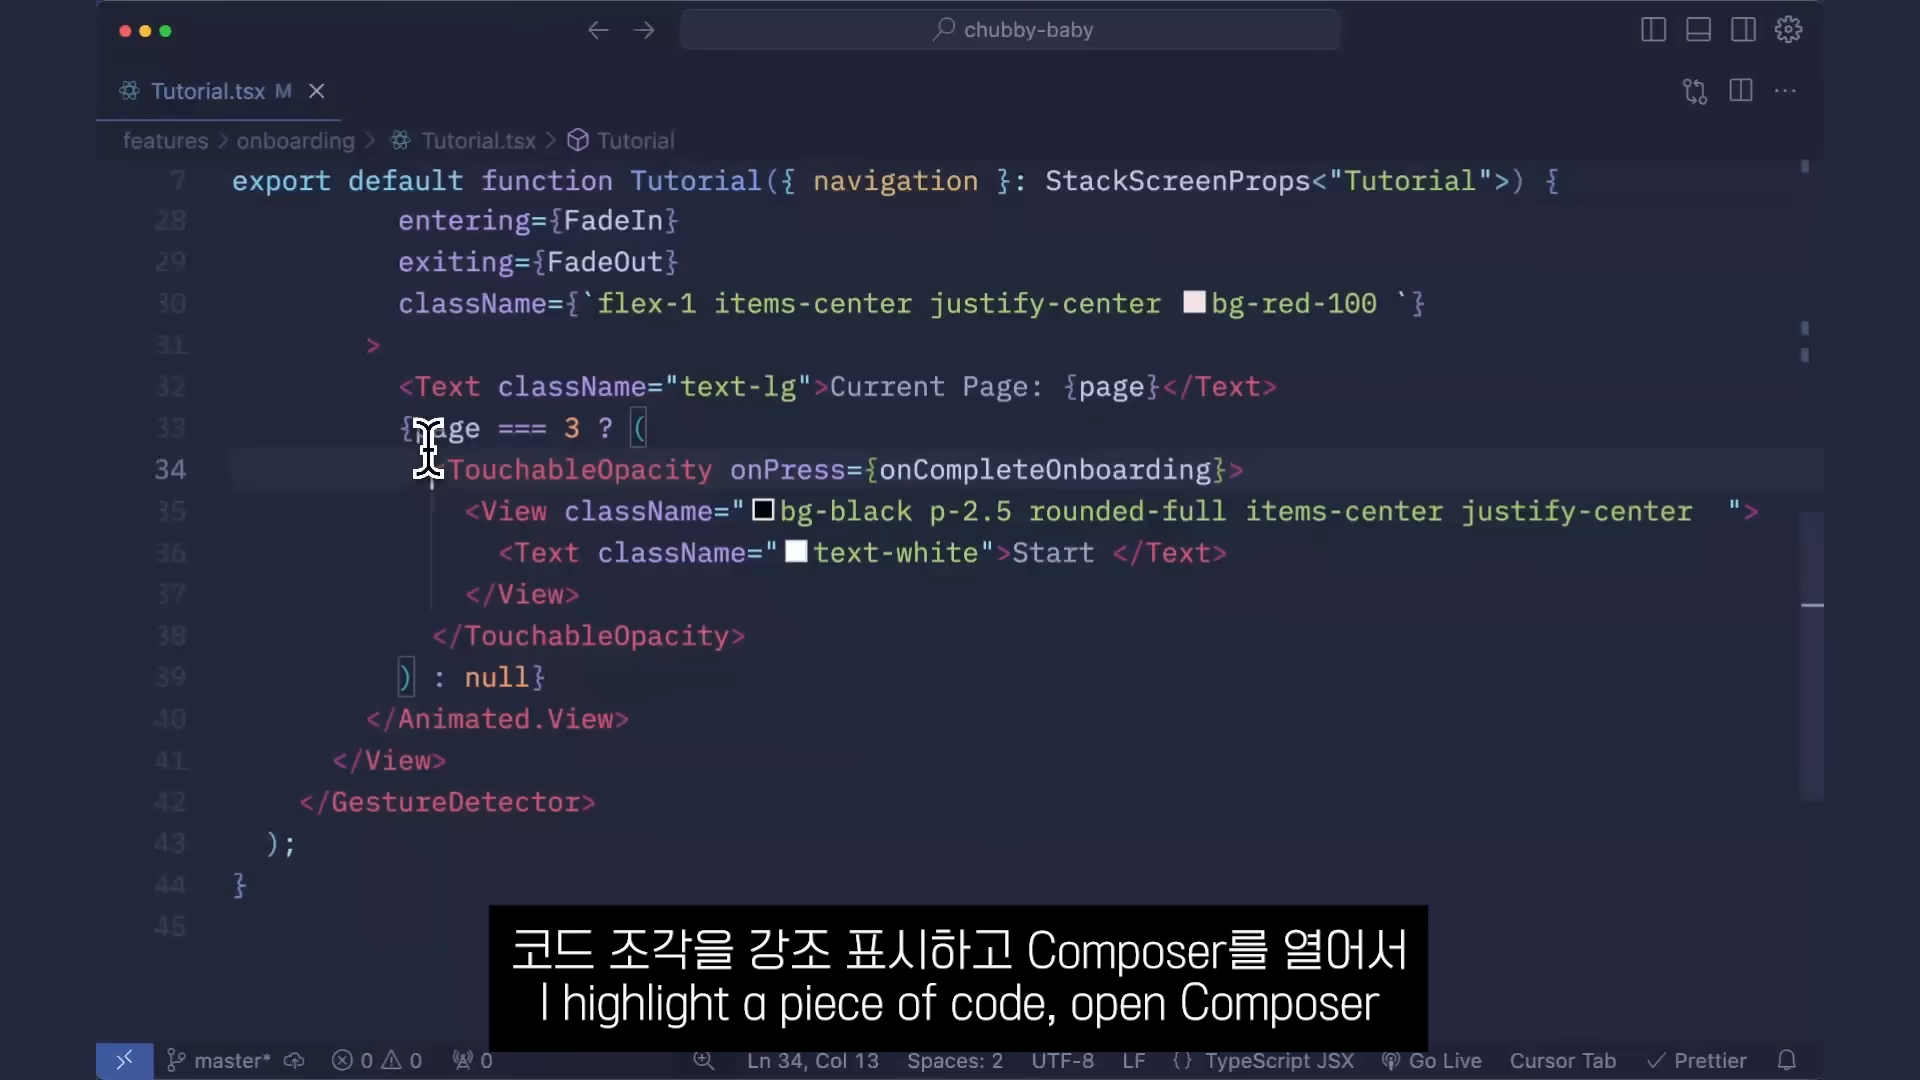 chubby-baby
Tutorial.tsx M
features > onboarding > Tutorial.tsx > Tutorial
7 export default function Tutorial({ navigation }: StackScreenProps<"Tutorial">) {
28 entering={FadeIn}
29 exiting={FadeOut}
30 className={`flex-1 items-center justify-center bg-red-100 `}
31 >
32 <Text className="text-lg">Current Page: {page}</Text>
33 {page === 3 ? (
34 <TouchableOpacity onPress={onCompleteOnboarding}>
35 <View className="bg-black p-2.5 rounded-full items-center justify-center ">
36 <Text className="text-white">Start </Text>
37 </View>
38 </TouchableOpacity>
39 ) : null}
40 </Animated.View>
41 </View>
42 </GestureDetector>
43 );
44 }
45
코드 조각을 강조 표시하고 Composer를 열어서
I highlight a piece of code, open Composer
master* 0 0 0 Ln 34, Col 13 Spaces: 2 UTF-8 LF {} TypeScript JSX Go Live Cursor Tab Prettier